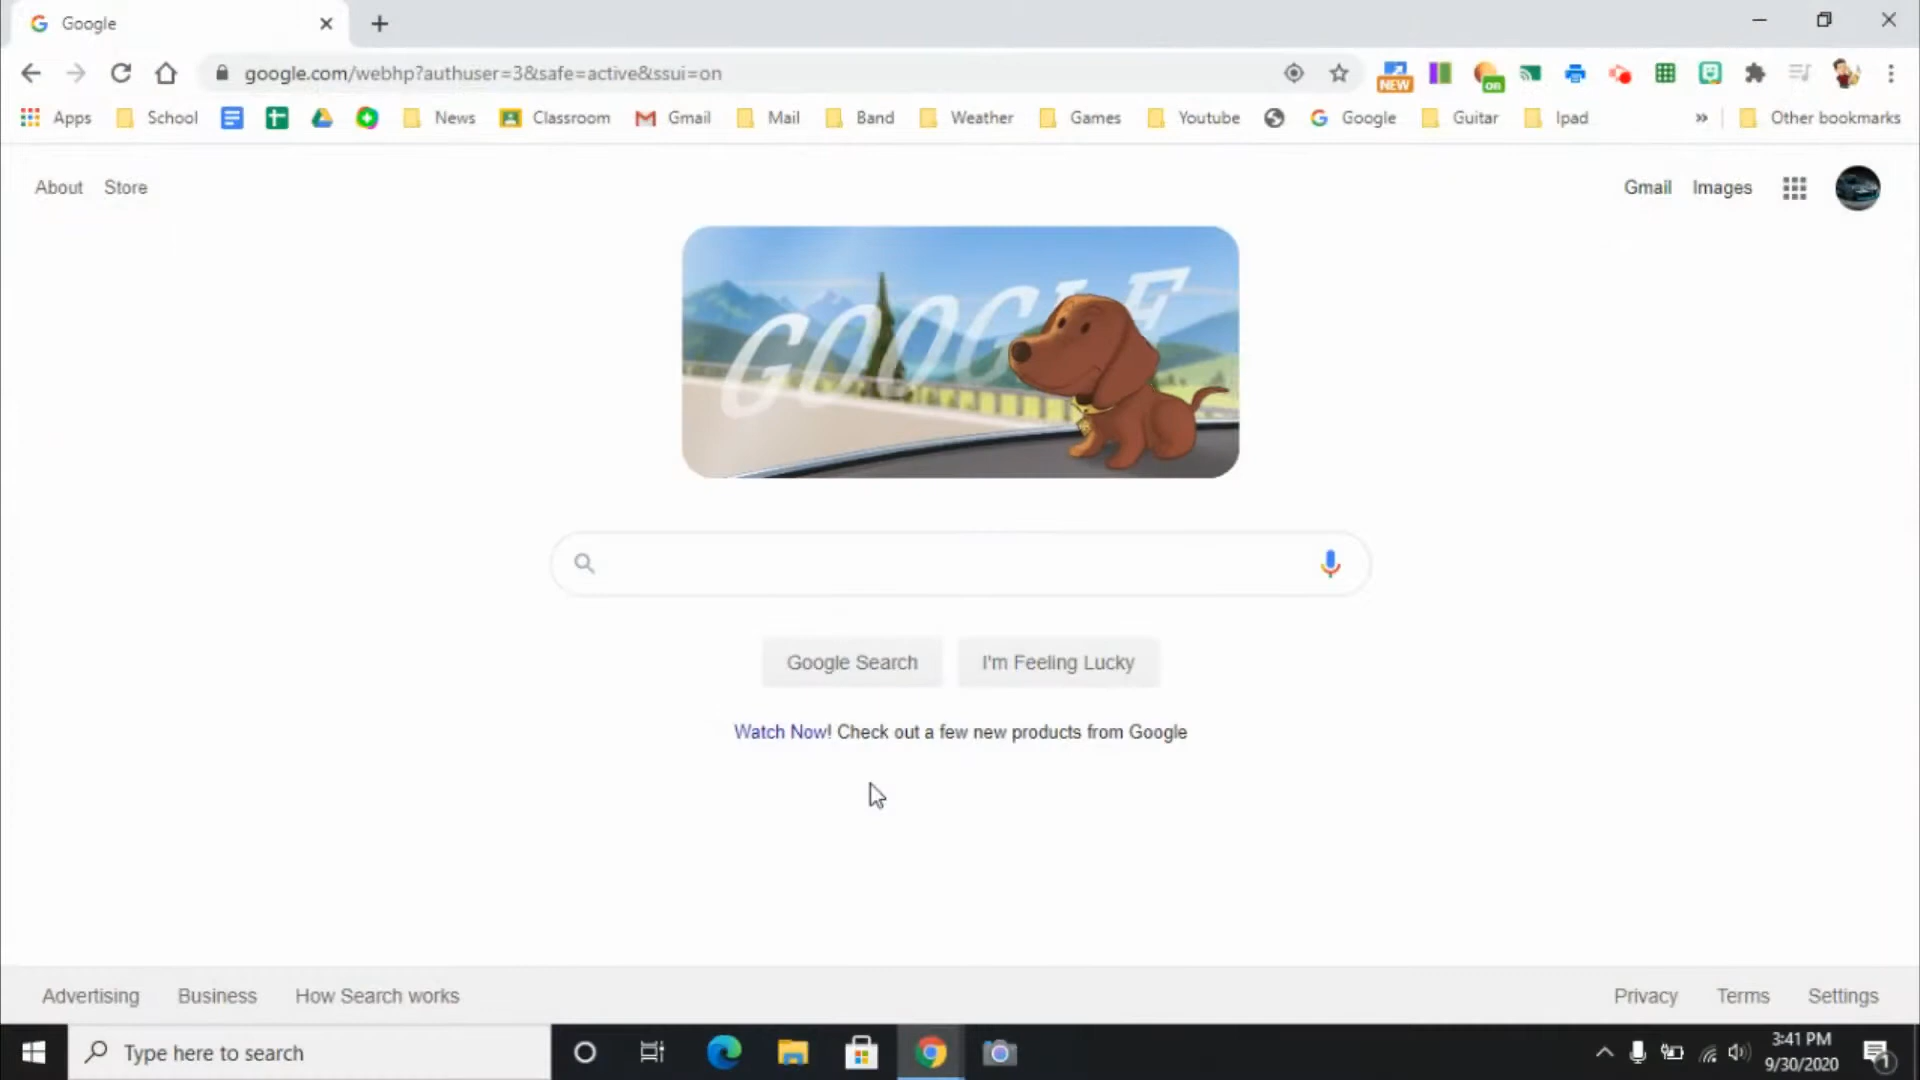 Google
google.com/webhp?authuser=3&safe=active&ssui=on
NEW
on
Apps School News Classroom Gmail Mail Band Weather Games Youtube Google Guitar Ipad » Other bookmarks
About Store Gmail Images
GOOGLE
Google Search I'm Feeling Lucky
Watch Now! Check out a few new products from Google
Advertising Business How Search works Privacy Terms Settings
Type here to search
3:41 PM
9/30/2020
1